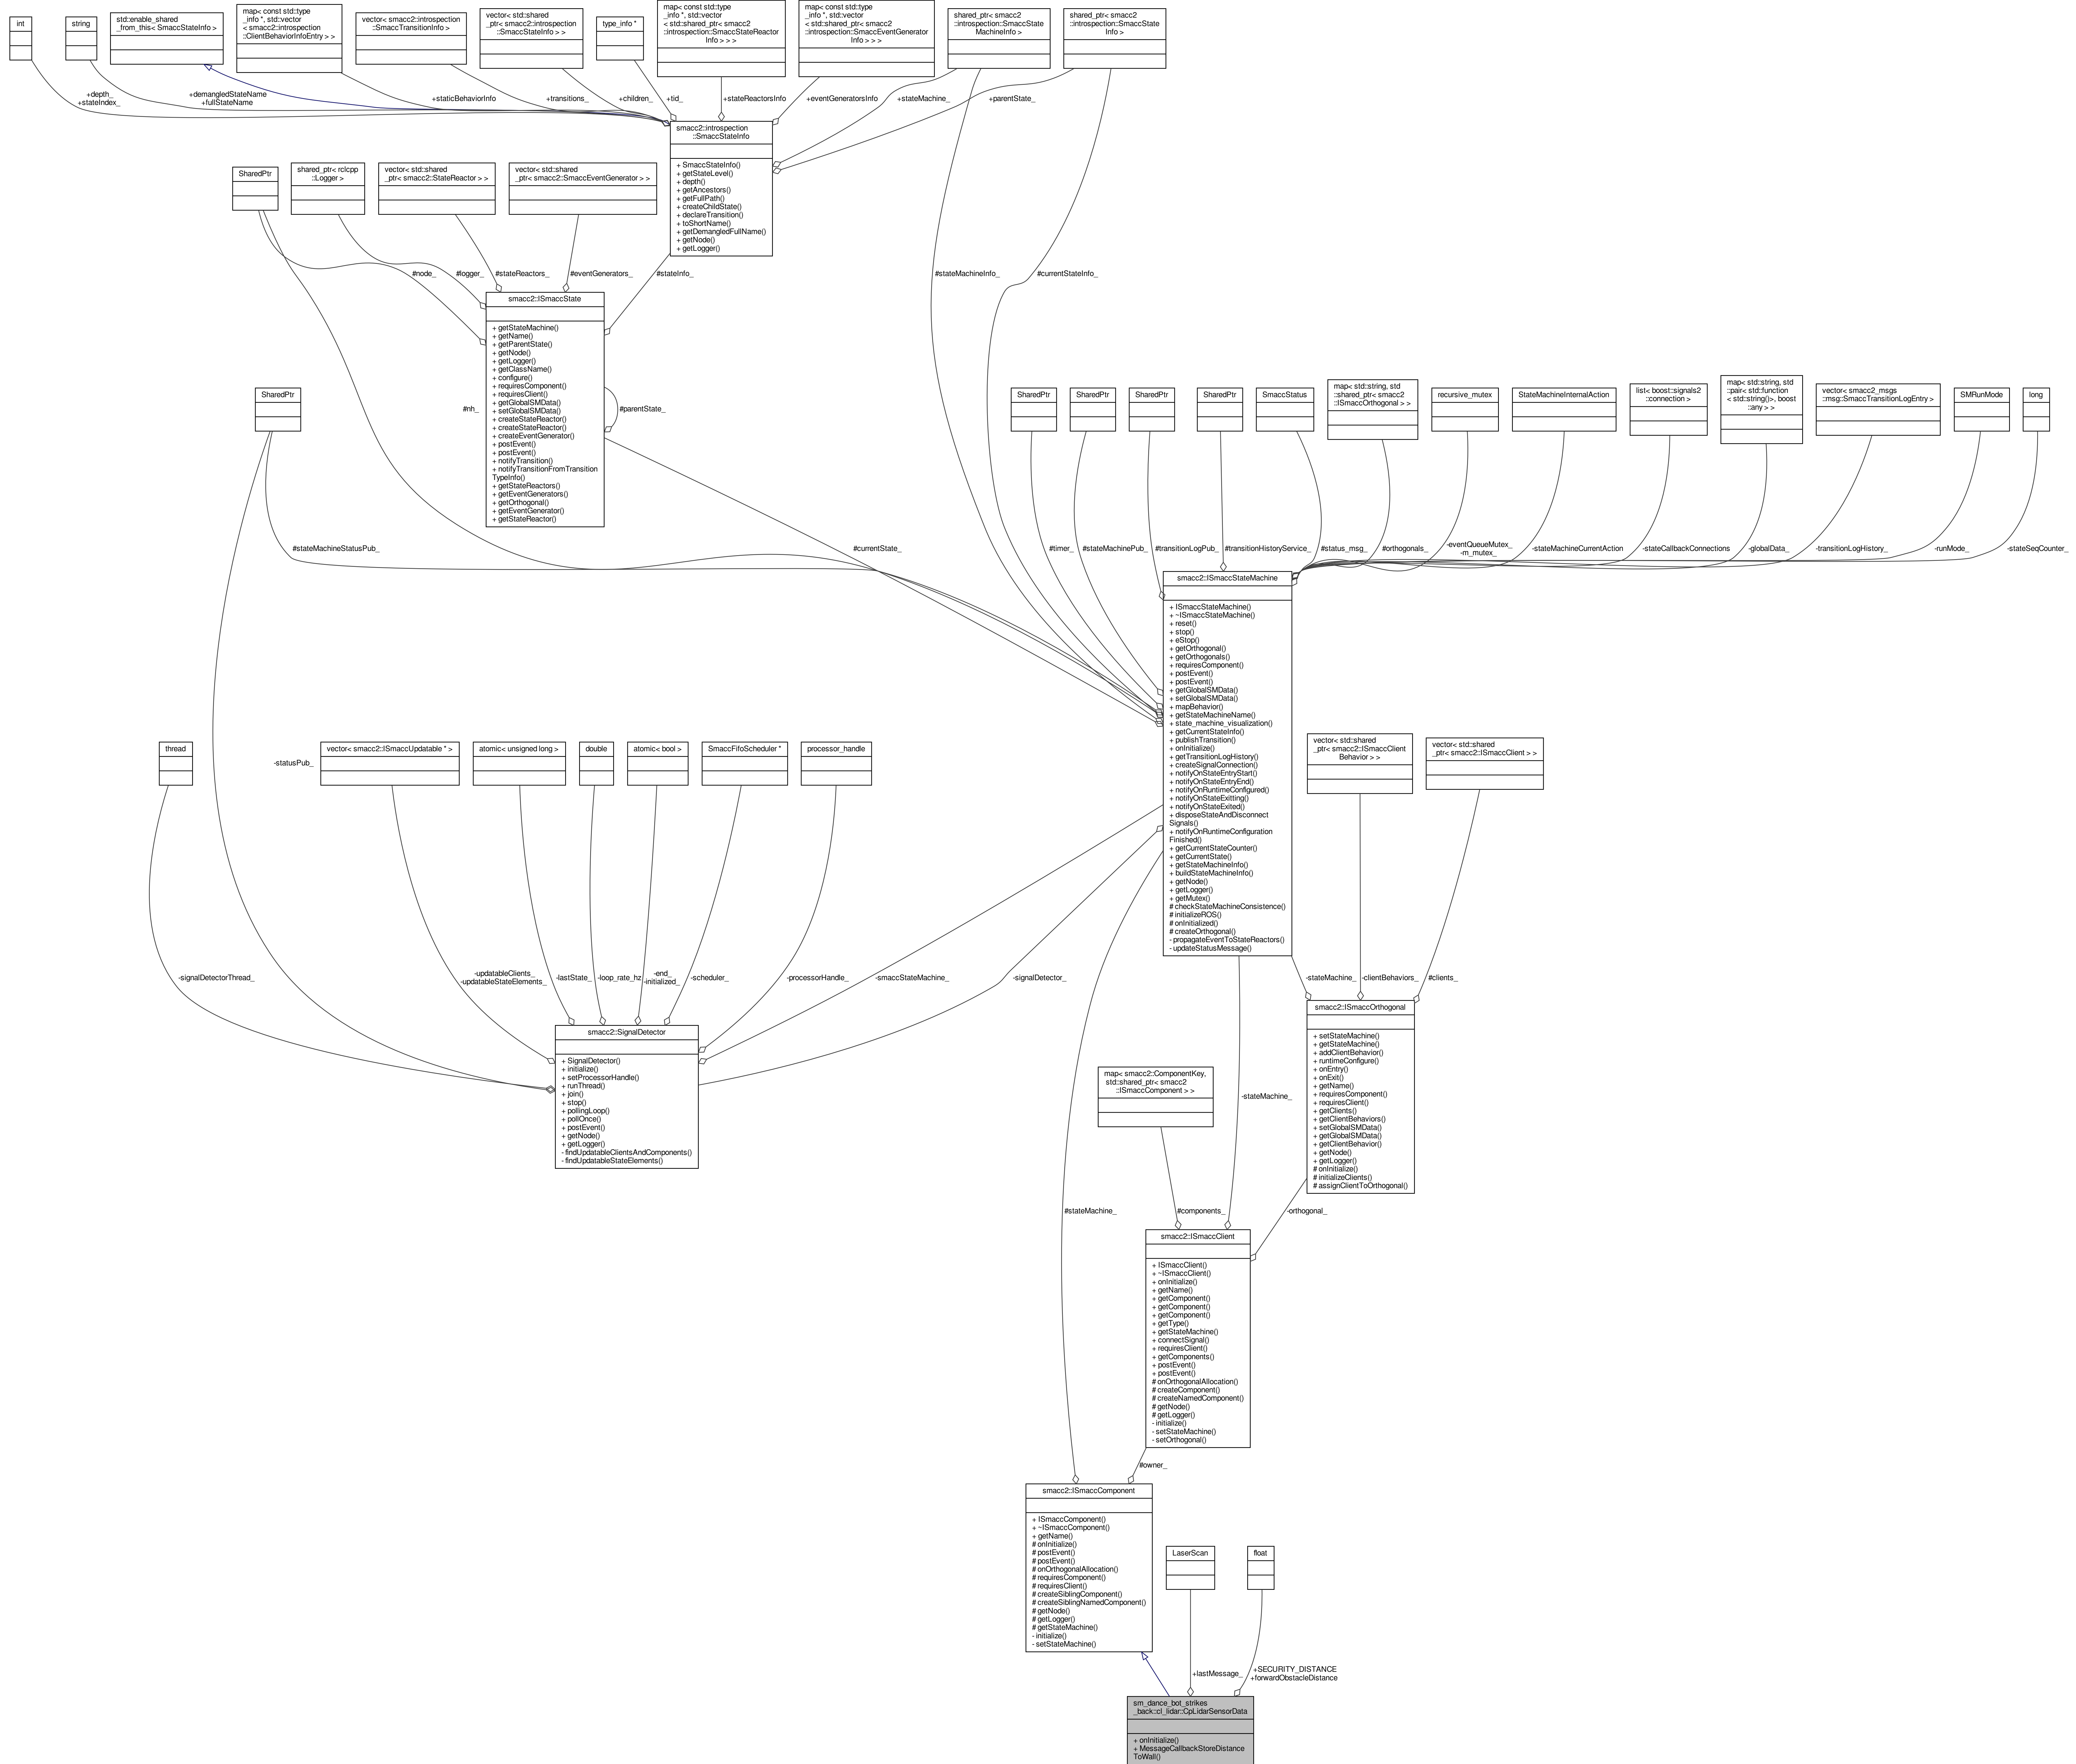 int
string
std::enable_shared
_from_this< SmaccStateInfo >
map< const std::type
_info *, std::vector
< smacc2::introspection
::ClientBehaviorInfoEntry > >
vector< smacc2::introspection
::SmaccTransitionInfo >
vector< std::shared
_ptr< smacc2::introspection
::SmaccStateInfo > >
type_info *
map< const std::type
_info *, std::vector
< std::shared_ptr< smacc2
::introspection::SmaccStateReactor
Info > > >
map< const std::type
_info *, std::vector
< std::shared_ptr< smacc2
::introspection::SmaccEventGenerator
Info > > >
shared_ptr< smacc2
::introspection::SmaccState
MachineInfo >
shared_ptr< smacc2
::introspection::SmaccState
Info >
+depth_
+stateIndex_
+demangledStateName
+fullStateName
+staticBehaviorInfo
+transitions_
+children_
+tid_
+stateReactorsInfo
+eventGeneratorsInfo
+stateMachine_
+parentState_
smacc2::introspection
::SmaccStateInfo
+ SmaccStateInfo()
+ getStateLevel()
+ depth()
+ getAncestors()
+ getFullPath()
+ createChildState()
+ declareTransition()
+ toShortName()
+ getDemangledFullName()
+ getNode()
+ getLogger()
SharedPtr
shared_ptr< rclcpp
::Logger >
vector< std::shared
_ptr< smacc2::StateReactor > >
vector< std::shared
_ptr< smacc2::SmaccEventGenerator > >
#node_
#logger_
#stateReactors_
#eventGenerators_
#stateInfo_
#stateMachineInfo_
#currentStateInfo_
smacc2::ISmaccState
+ getStateMachine()
+ getName()
+ getParentState()
+ getNode()
+ getLogger()
+ getClassName()
+ configure()
+ requiresComponent()
+ requiresClient()
+ getGlobalSMData()
+ setGlobalSMData()
+ createStateReactor()
+ createStateReactor()
+ createEventGenerator()
+ postEvent()
+ postEvent()
+ notifyTransition()
+ notifyTransitionFromTransition
TypeInfo()
+ getStateReactors()
+ getEventGenerators()
+ getOrthogonal()
+ getEventGenerator()
+ getStateReactor()
#parentState_
#nh_
SharedPtr
SharedPtr
SharedPtr
SharedPtr
SharedPtr
SmaccStatus
map< std::string, std
::shared_ptr< smacc2
::ISmaccOrthogonal > >
recursive_mutex
StateMachineInternalAction
list< boost::signals2
::connection >
map< std::string, std
::pair< std::function
< std::string()>, boost
::any > >
vector< smacc2_msgs
::msg::SmaccTransitionLogEntry >
SMRunMode
long
#stateMachineStatusPub_
#currentState_
#timer_
#stateMachinePub_
#transitionLogPub_
#transitionHistoryService_
#status_msg_
#orthogonals_
-eventQueueMutex_
-m_mutex_
-stateMachineCurrentAction
-stateCallbackConnections
-globalData_
-transitionLogHistory_
-runMode_
-stateSeqCounter_
smacc2::ISmaccStateMachine
+ ISmaccStateMachine()
+ ~ISmaccStateMachine()
+ reset()
+ stop()
+ eStop()
+ getOrthogonal()
+ getOrthogonals()
+ requiresComponent()
+ postEvent()
+ postEvent()
+ getGlobalSMData()
+ setGlobalSMData()
+ mapBehavior()
+ getStateMachineName()
+ state_machine_visualization()
+ getCurrentStateInfo()
+ publishTransition()
+ onInitialize()
+ getTransitionLogHistory()
+ createSignalConnection()
+ notifyOnStateEntryStart()
+ notifyOnStateEntryEnd()
+ notifyOnRuntimeConfigured()
+ notifyOnStateExitting()
+ notifyOnStateExited()
+ disposeStateAndDisconnect
Signals()
+ notifyOnRuntimeConfiguration
Finished()
+ getCurrentStateCounter()
+ getCurrentState()
+ getStateMachineInfo()
+ buildStateMachineInfo()
+ getNode()
+ getLogger()
+ getMutex()
# checkStateMachineConsistence()
# initializeROS()
# onInitialized()
# createOrthogonal()
- propagateEventToStateReactors()
- updateStatusMessage()
thread
-statusPub_
vector< smacc2::ISmaccUpdatable * >
atomic< unsigned long >
double
atomic< bool >
SmaccFifoScheduler *
processor_handle
vector< std::shared
_ptr< smacc2::ISmaccClient
Behavior > >
vector< std::shared
_ptr< smacc2::ISmaccClient > >
-signalDetectorThread_
-updatableClients_
-updatableStateElements_
-lastState_
-loop_rate_hz
-end_
-initialized_
-scheduler_
-processorHandle_
-smaccStateMachine_
-signalDetector_
-stateMachine_
-clientBehaviors_
#clients_
smacc2::SignalDetector
+ SignalDetector()
+ initialize()
+ setProcessorHandle()
+ runThread()
+ join()
+ stop()
+ pollingLoop()
+ pollOnce()
+ postEvent()
+ getNode()
+ getLogger()
- findUpdatableClientsAndComponents()
- findUpdatableStateElements()
smacc2::ISmaccOrthogonal
+ setStateMachine()
+ getStateMachine()
+ addClientBehavior()
+ runtimeConfigure()
+ onEntry()
+ onExit()
+ getName()
+ requiresComponent()
+ requiresClient()
+ getClients()
+ getClientBehaviors()
+ setGlobalSMData()
+ getGlobalSMData()
+ getClientBehavior()
+ getNode()
+ getLogger()
# onInitialize()
# initializeClients()
# assignClientToOrthogonal()
map< smacc2::ComponentKey,
std::shared_ptr< smacc2
::ISmaccComponent > >
-stateMachine_
#stateMachine_
#components_
-orthogonal_
smacc2::ISmaccClient
+ ISmaccClient()
+ ~ISmaccClient()
+ onInitialize()
+ getName()
+ getComponent()
+ getComponent()
+ getComponent()
+ getType()
+ getStateMachine()
+ connectSignal()
+ requiresClient()
+ getComponents()
+ postEvent()
+ postEvent()
# onOrthogonalAllocation()
# createComponent()
# createNamedComponent()
# getNode()
# getLogger()
- initialize()
- setStateMachine()
- setOrthogonal()
#owner_
smacc2::ISmaccComponent
+ ISmaccComponent()
+ ~ISmaccComponent()
+ getName()
# onInitialize()
# postEvent()
# postEvent()
# onOrthogonalAllocation()
# requiresComponent()
# requiresClient()
# createSiblingComponent()
# createSiblingNamedComponent()
# getNode()
# getLogger()
# getStateMachine()
- initialize()
- setStateMachine()
LaserScan
float
+lastMessage_
+SECURITY_DISTANCE
+forwardObstacleDistance
sm_dance_bot_strikes
_back::cl_lidar::CpLidarSensorData
+ onInitialize()
+ MessageCallbackStoreDistance
ToWall()